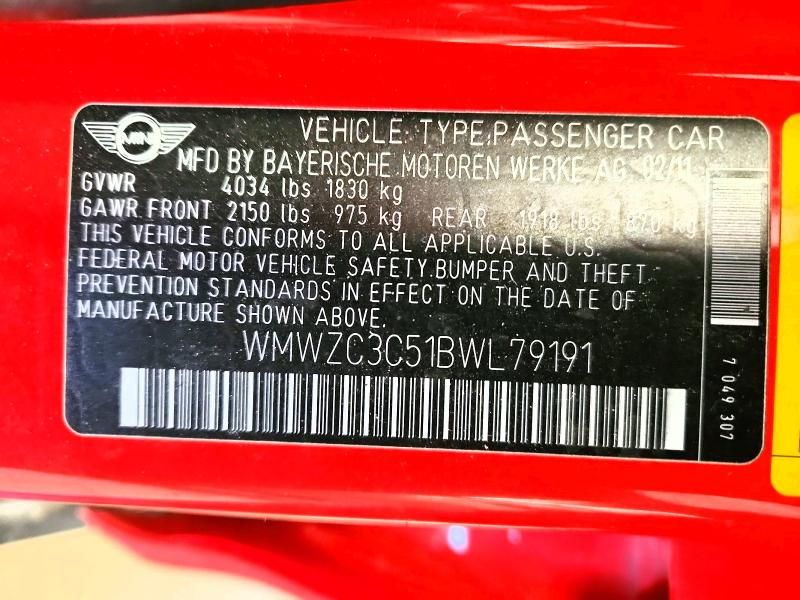 MINI
VEHICLE TYPE:PASSENGER CAR
MFD BY BAYERISCHE MOTOREN WERKE AG 02/11
GVWR 4034 lbs 1830 kg
GAWR FRONT 2150 lbs 975 kg REAR 1918 lbs 870 kg
THIS VEHICLE CONFORMS TO ALL APPLICABLE U.S.
FEDERAL MOTOR VEHICLE SAFETY.BUMPER AND THEFT
PREVENTION STANDARDS IN EFFECT ON THE DATE OF
MANUFACTURE SHOWN ABOVE.
WMWZC3C51BWL79191
7 049 307